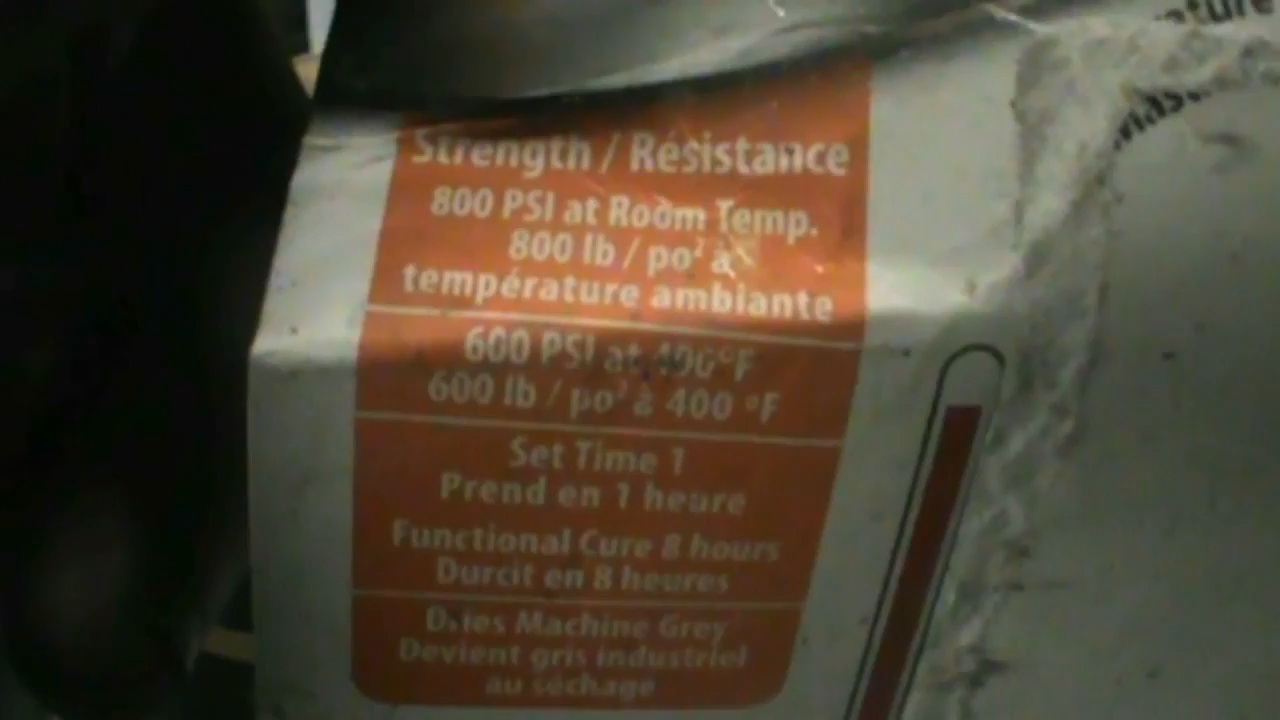 Strength / Résistance
800 PSI at Room Temp.
800 lb / po² à
température ambiante
600 PSI at 400°F
600 lb / po² à 400 °F
Set Time 1
Prend en 1 heure
Functional Cure 8 hours
Durcit en 8 heures
Dries Machine Grey
Devient gris industriel
au séchage